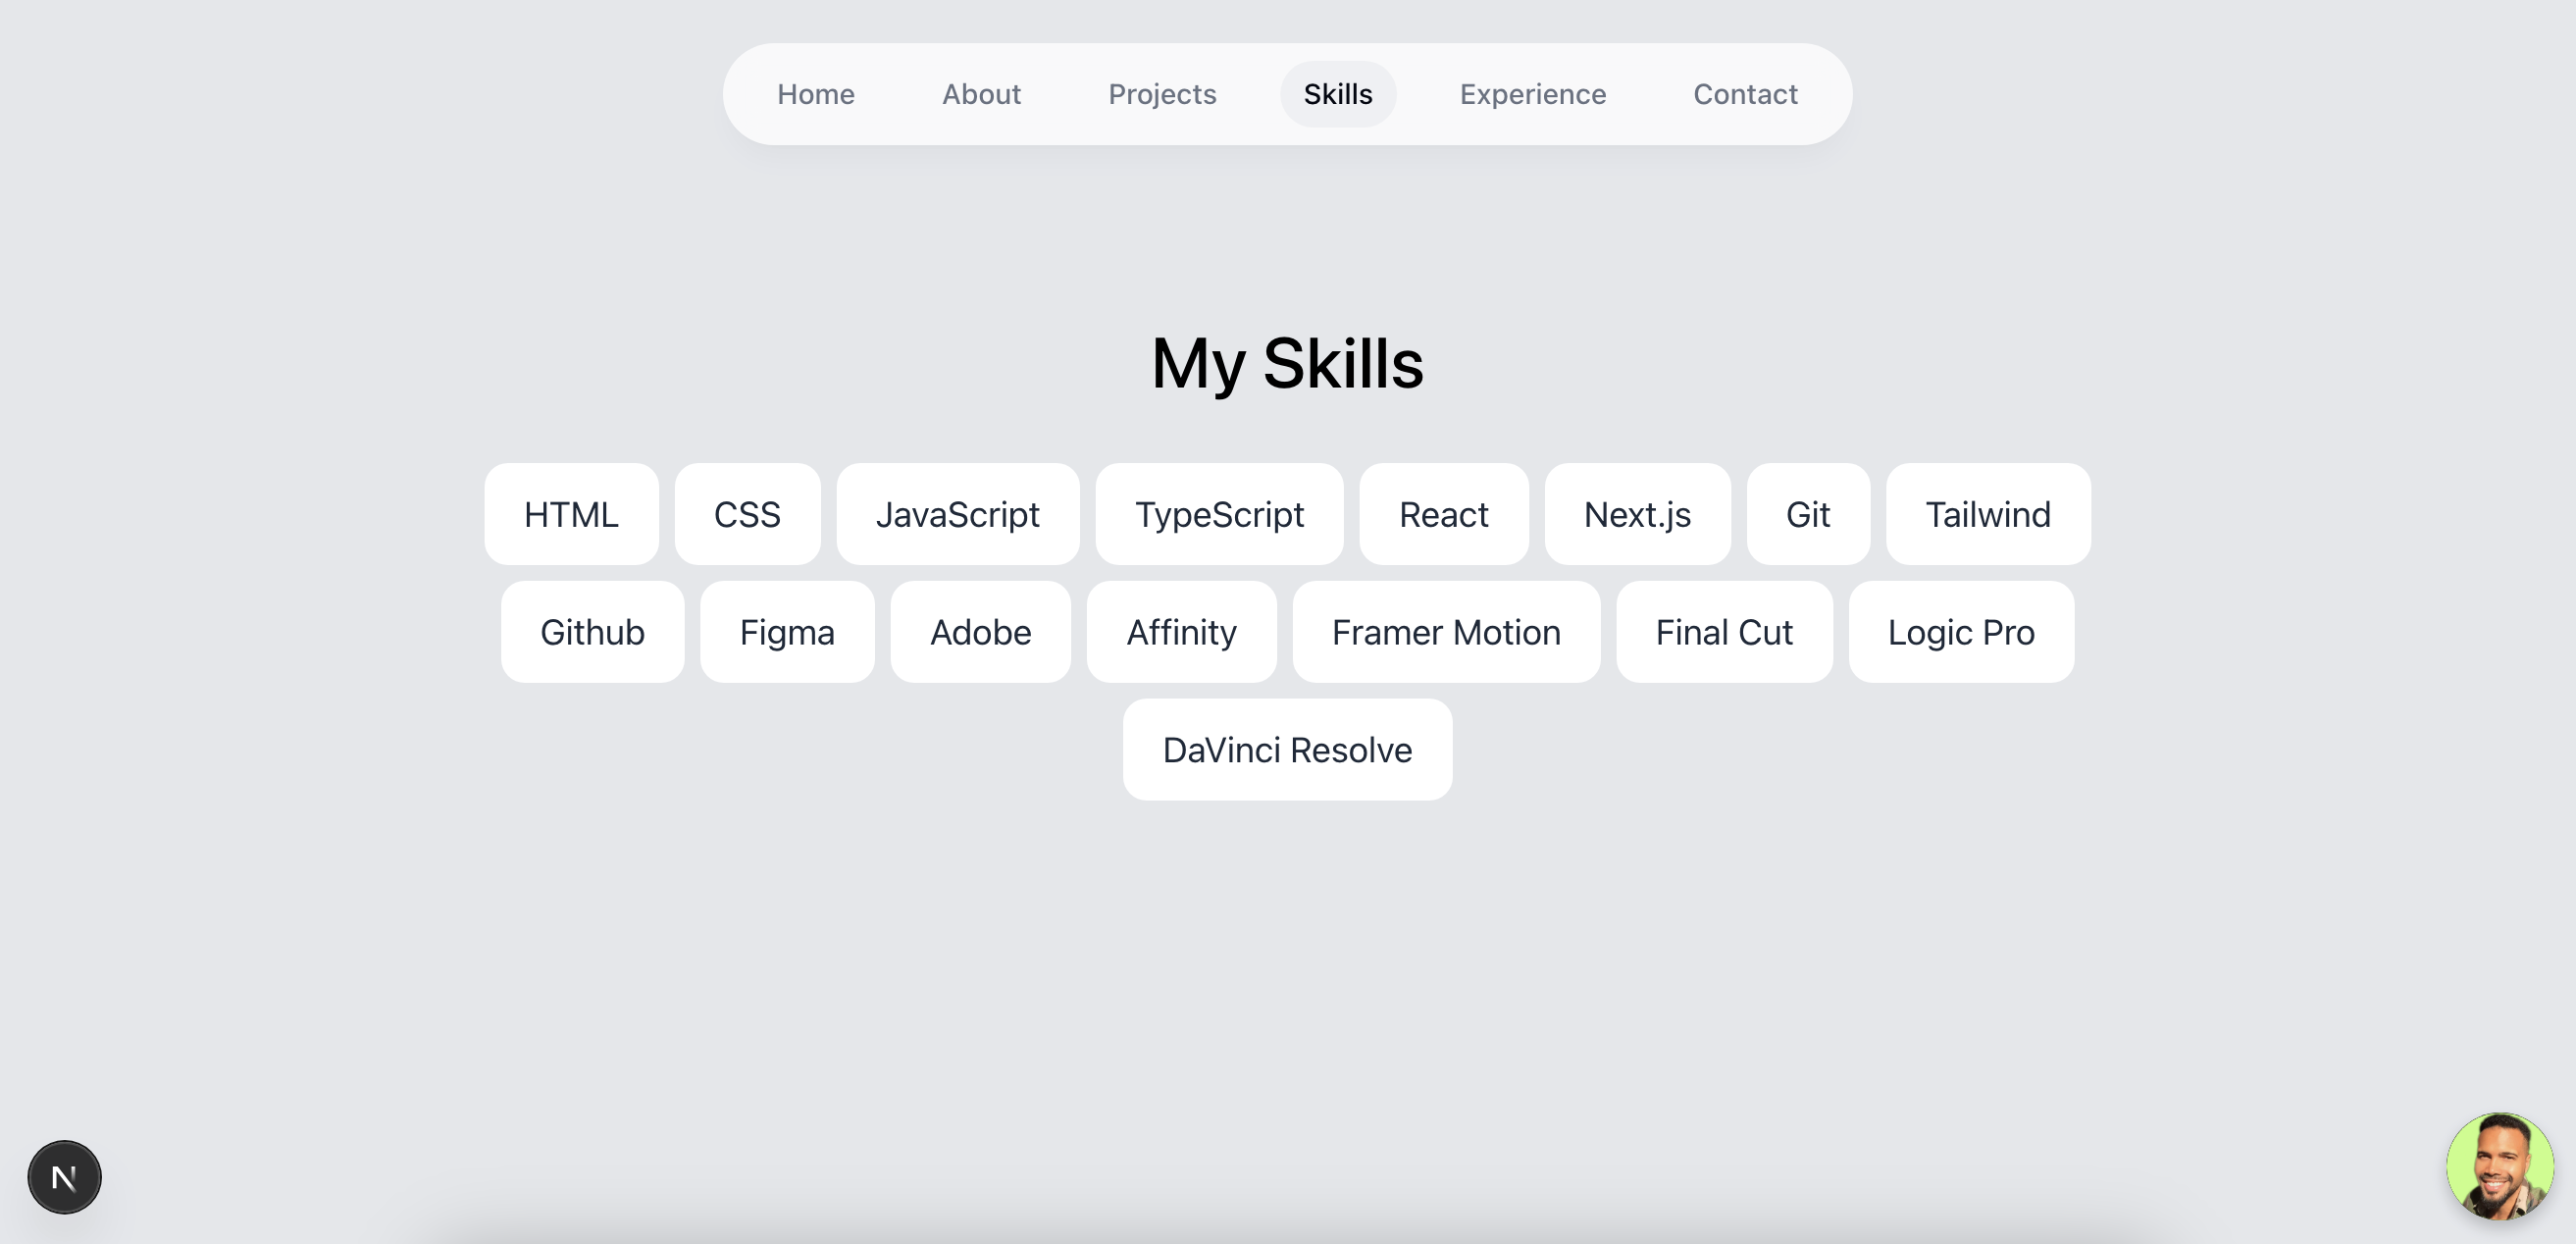 Home About Projects Skills Experience Contact
My Skills
HTML CSS JavaScript TypeScript React Next.js Git Tailwind
Github Figma Adobe Affinity Framer Motion Final Cut Logic Pro
DaVinci Resolve
N